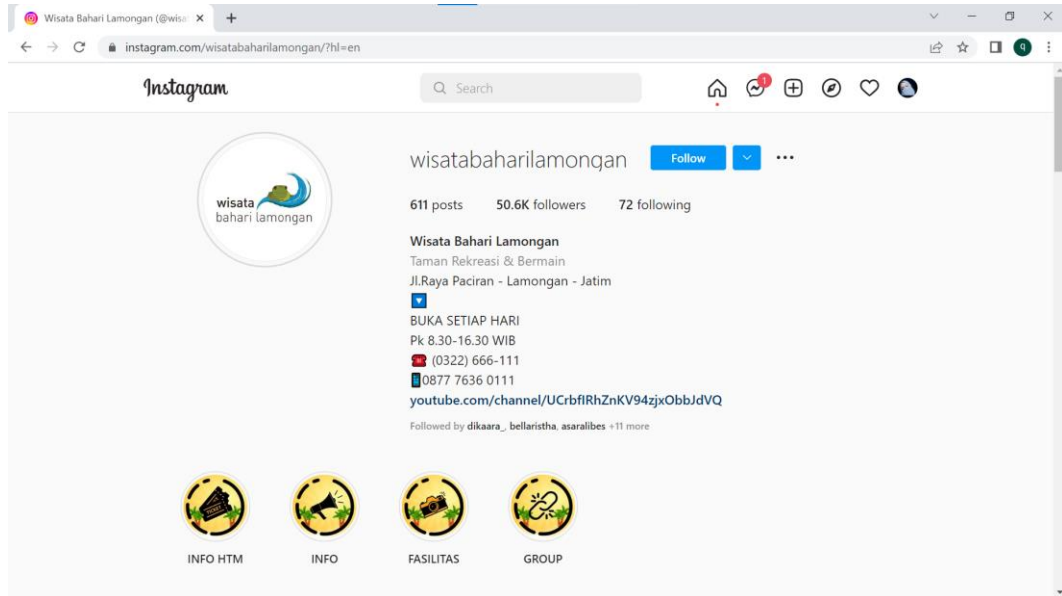 Wisata Bahari Lamongan (@wisa
instagram.com/wisatabaharilamongan/?hl=en
q
Instagram
Search
1
wisata
bahari lamongan
wisatabaharilamongan
Follow
611 posts 50.6K followers 72 following
Wisata Bahari Lamongan
Taman Rekreasi & Bermain
Jl.Raya Paciran - Lamongan - Jatim
BUKA SETIAP HARI
Pk 8.30-16.30 WIB
(0322) 666-111
0877 7636 0111
youtube.com/channel/UCrbfIRhZnKV94zjxObbJdVQ
Followed by dikaara_, bellaristha, asaralibes +11 more
INFO HTM INFO FASILITAS GROUP